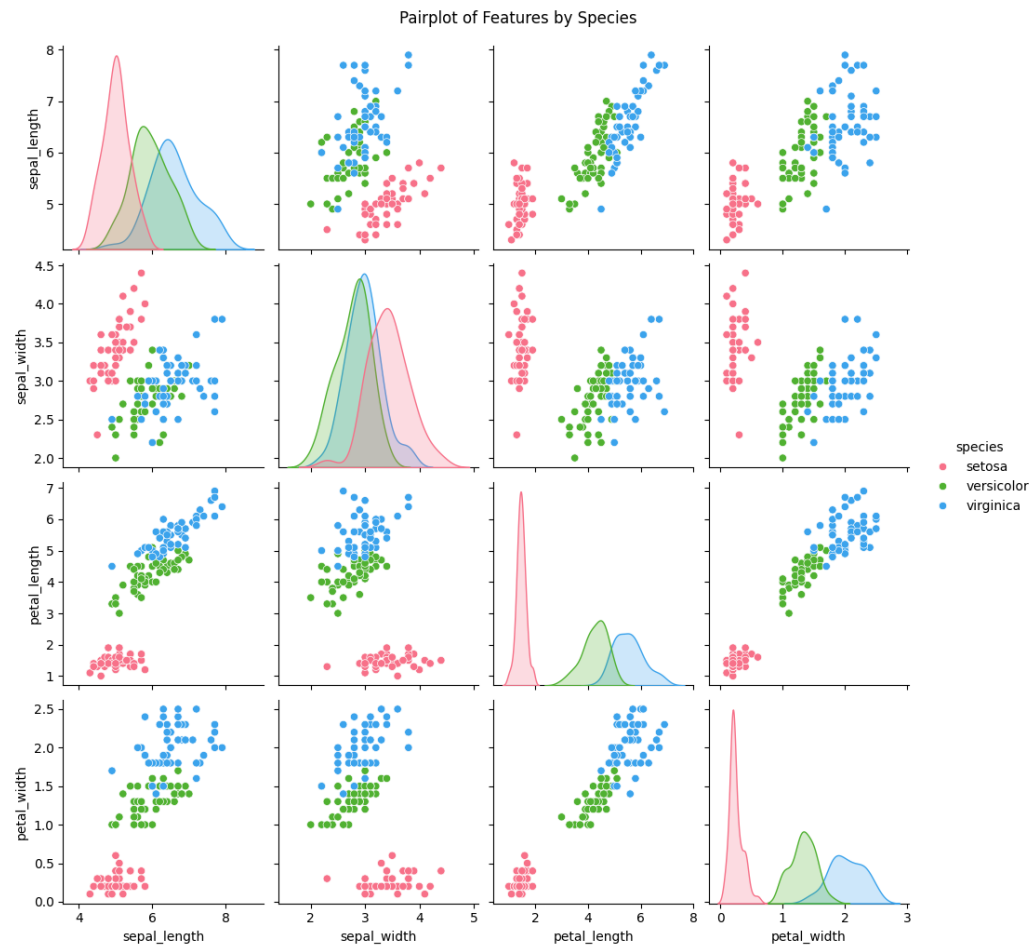 Pairplot of Features by Species
sepal_length
8
7
6
5
sepal_width
4.5
4.0
3.5
3.0
2.5
2.0
species
setosa
versicolor
virginica
petal_length
7
6
5
4
3
2
1
petal_width
2.5
2.0
1.5
1.0
0.5
0.0
4 6 8 2 3 4 5 2 4 6 8 0 1 2 3
sepal_length sepal_width petal_length petal_width